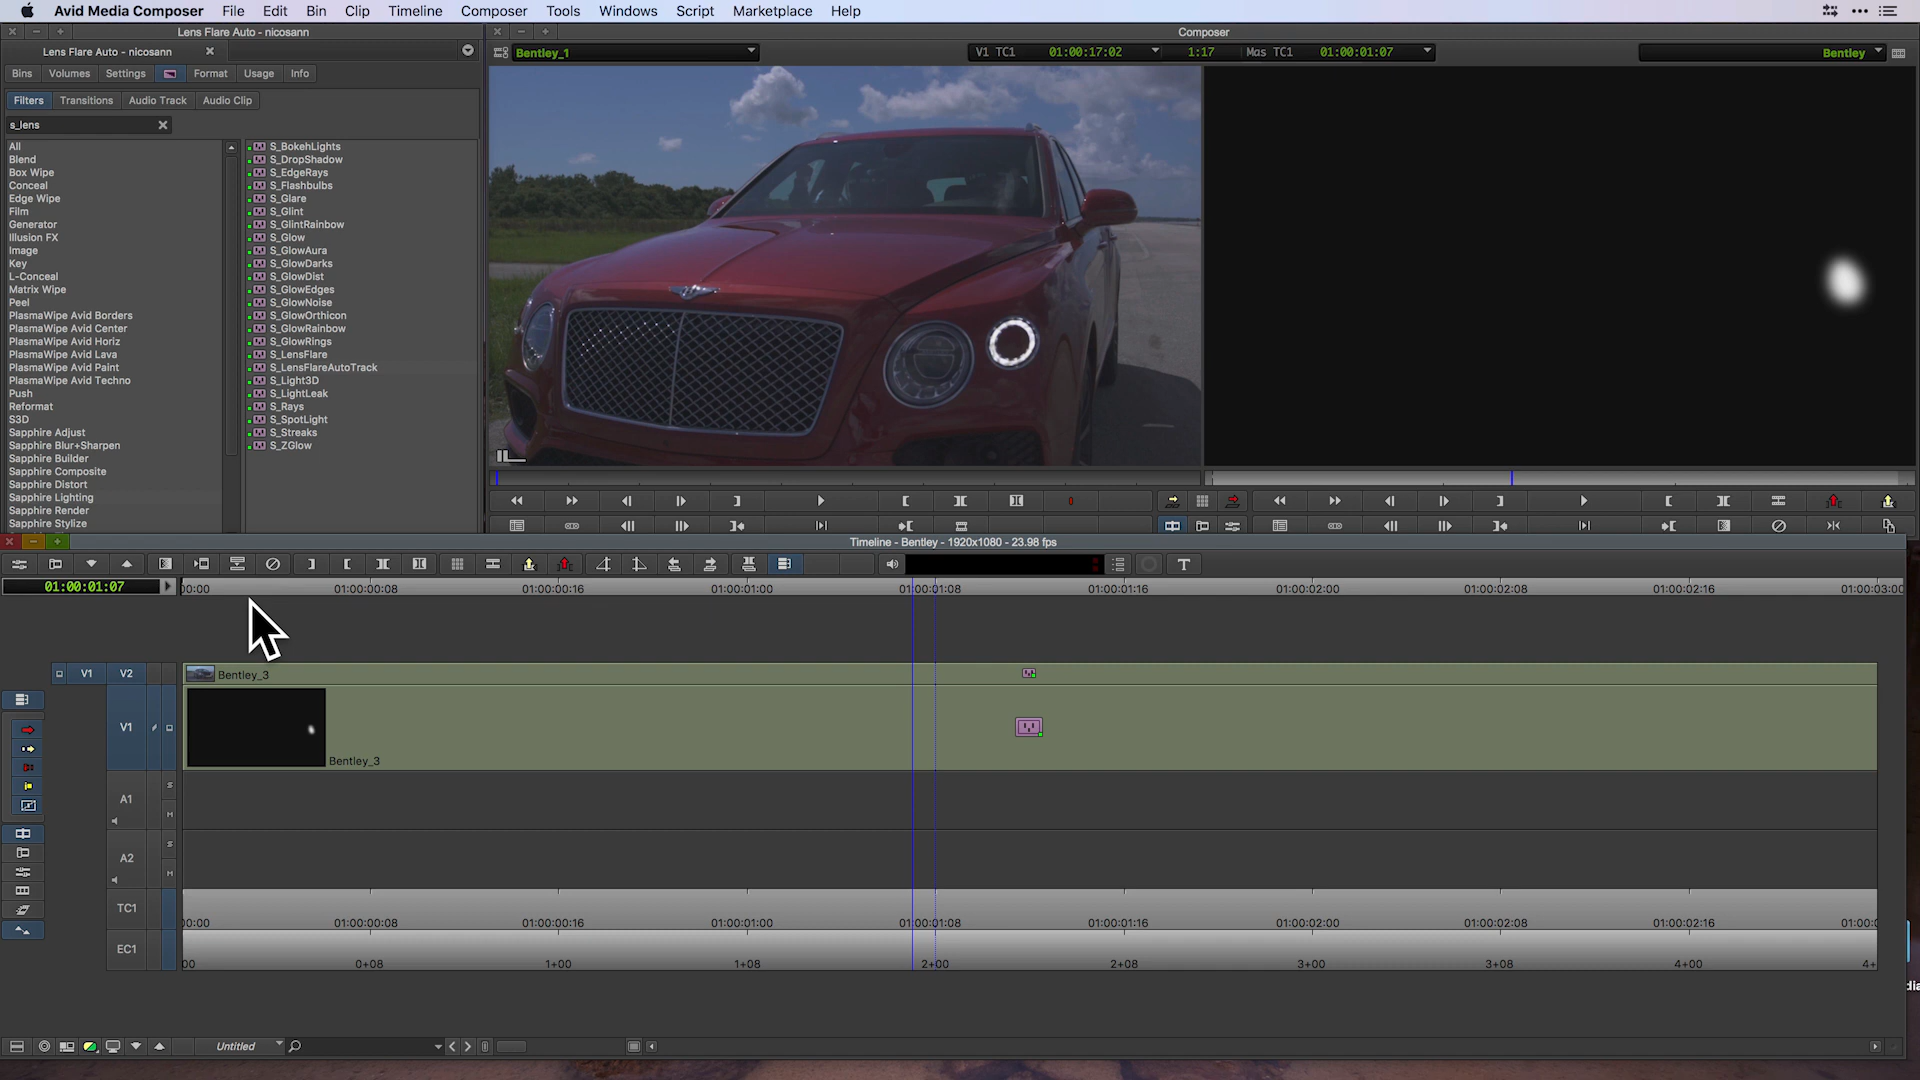 Avid Media Composer File Edit Bin Clip Timeline Composer Tools Windows Script Marketplace Help
Lens Flare Auto - nicosann
Composer
Lens Flare Auto - nicosann
Bentley_1
V1 TC1 01:00:17:02 1:17 Mas TC1 01:00:01:07
Bentley
Bins Volumes Settings Format Usage Info
Filters Transitions Audio Track Audio Clip
s_lens
All
Blend
Box Wipe
Conceal
Edge Wipe
Film
Generator
Illusion FX
Image
Key
L-Conceal
Matrix Wipe
Peel
PlasmaWipe Avid Borders
PlasmaWipe Avid Center
PlasmaWipe Avid Horiz
PlasmaWipe Avid Lava
PlasmaWipe Avid Paint
PlasmaWipe Avid Techno
Push
Reformat
S3D
Sapphire Adjust
Sapphire Blur+Sharpen
Sapphire Builder
Sapphire Composite
Sapphire Distort
Sapphire Lighting
Sapphire Render
Sapphire Stylize
S_BokehLights
S_DropShadow
S_EdgeRays
S_Flashbulbs
S_Glare
S_Glint
S_GlintRainbow
S_Glow
S_GlowAura
S_GlowDarks
S_GlowDist
S_GlowEdges
S_GlowNoise
S_GlowOrthicon
S_GlowRainbow
S_GlowRings
S_LensFlare
S_LensFlareAutoTrack
S_Light3D
S_LightLeak
S_Rays
S_SpotLight
S_Streaks
S_ZGlow
Timeline - Bentley - 1920x1080 - 23.98 fps
T
01:00:01:07
00:00 01:00:00:08 01:00:00:16 01:00:01:00 01:00:01:08 01:00:01:16 01:00:02:00 01:00:02:08 01:00:02:16 01:00:03:00
V1 V2 Bentley_3
V1
Bentley_3
A1 S M
A2 S M
TC1 00:00 01:00:00:08 01:00:00:16 01:00:01:00 01:00:01:08 01:00:01:16 01:00:02:00 01:00:02:08 01:00:02:16 01:00:0
EC1 00 0+08 1+00 1+08 2+00 2+08 3+00 3+08 4+00 4+
dia
Untitled